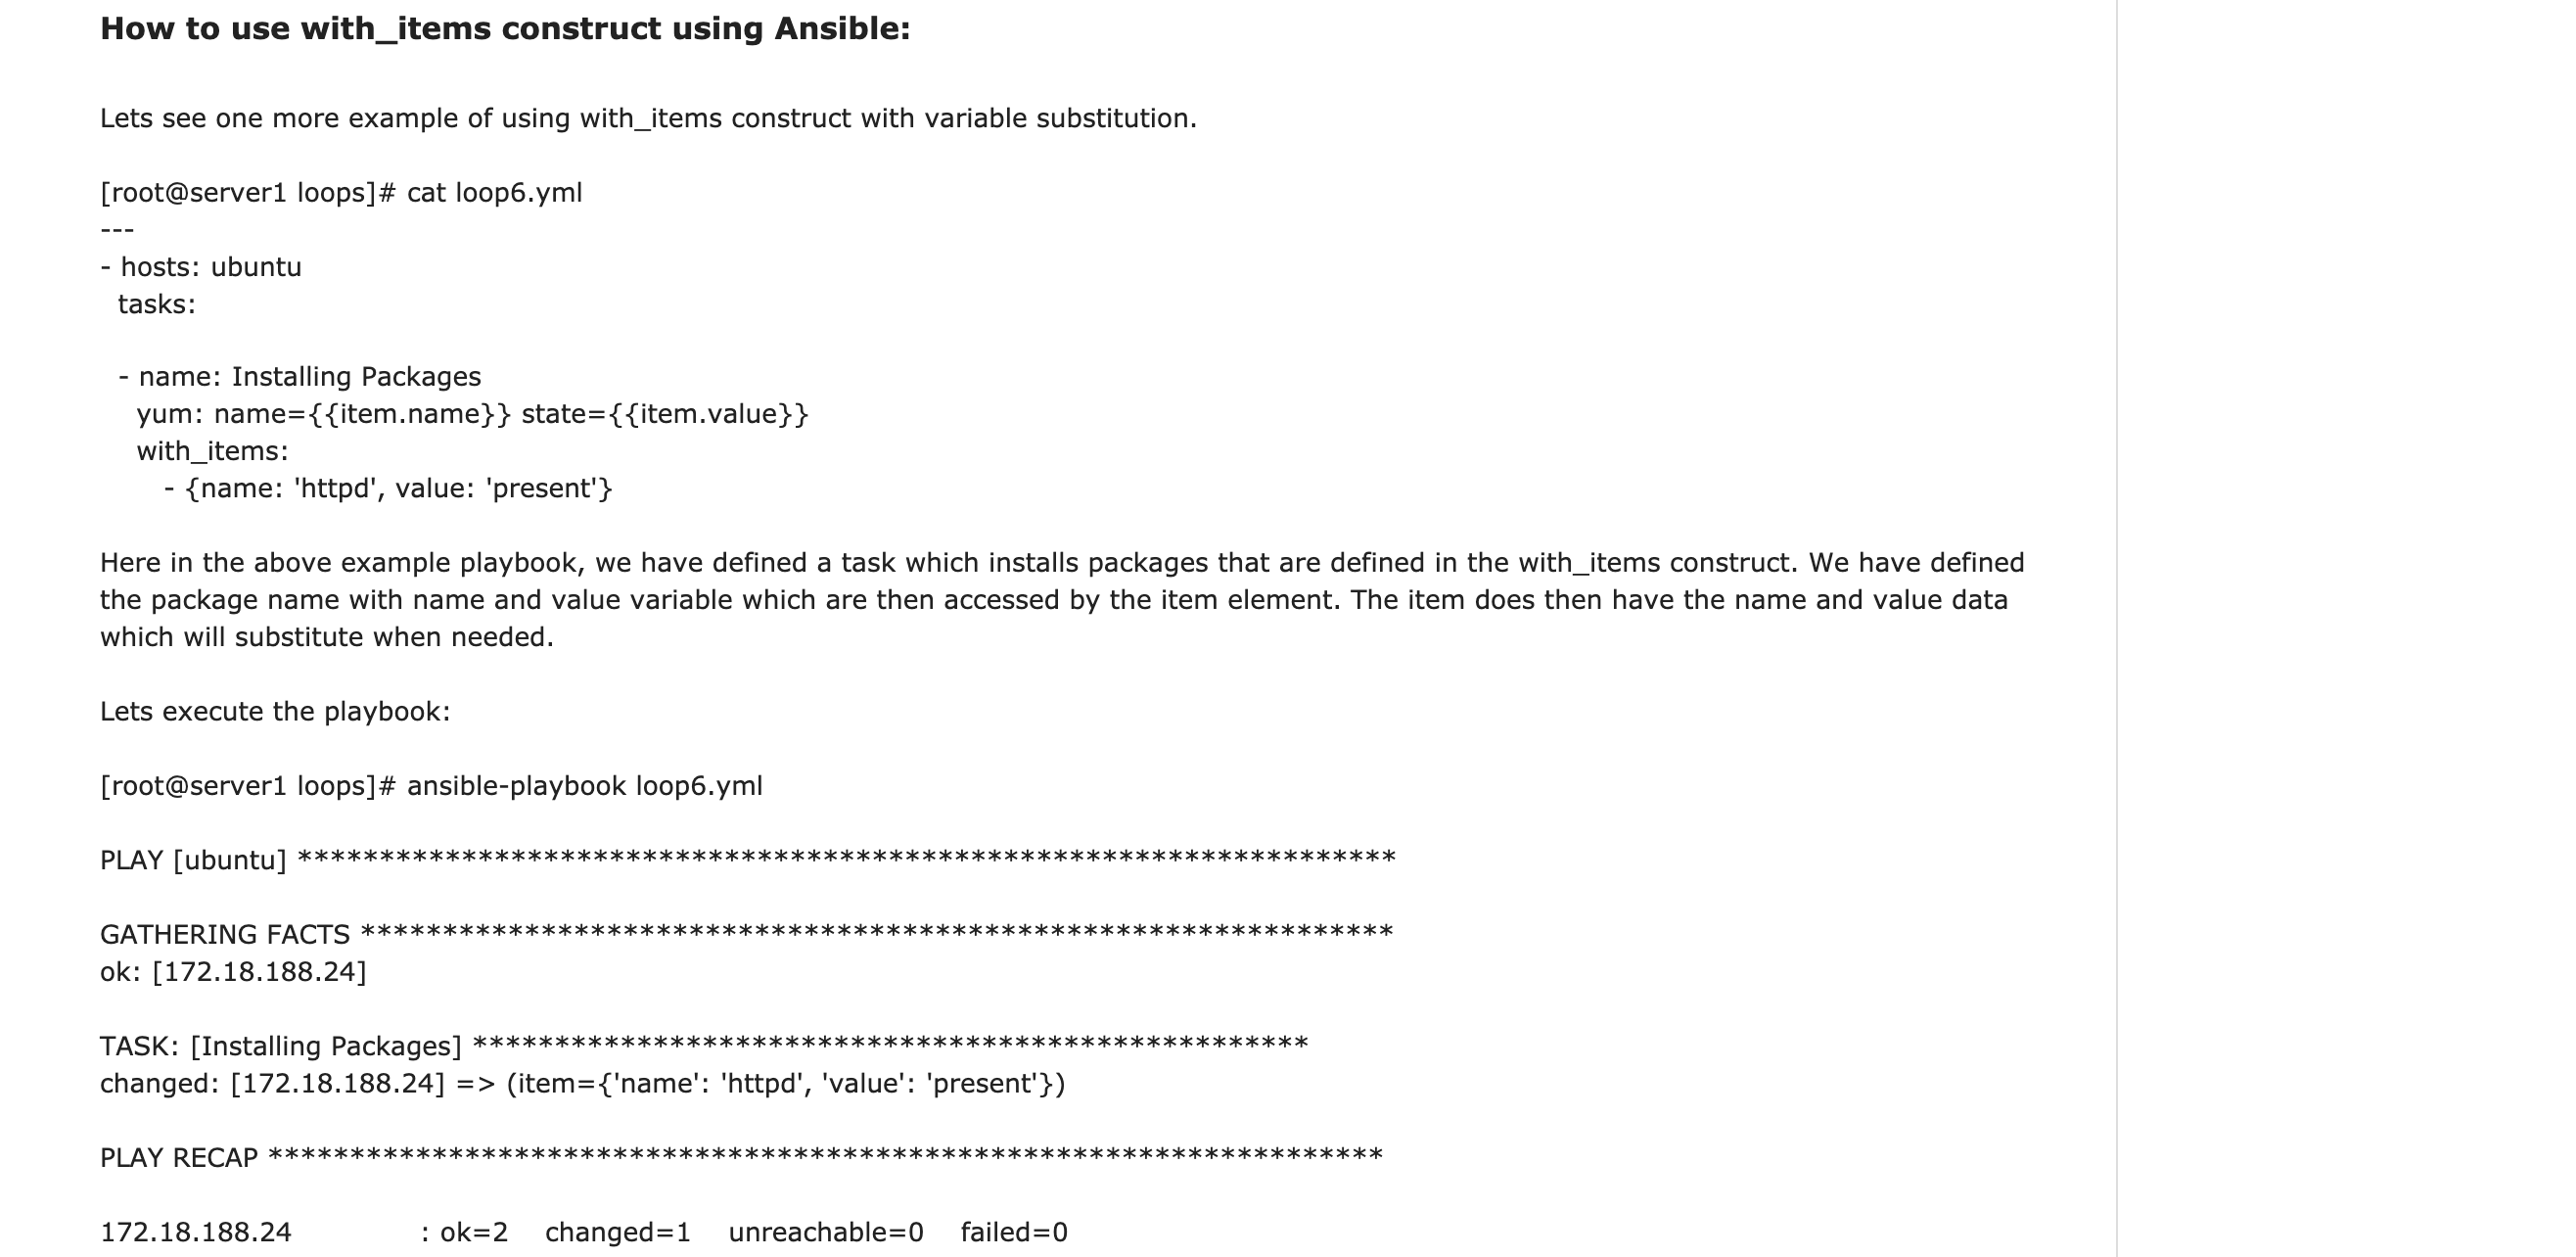 How to use with_items construct using Ansible:
Lets see one more example of using with_items construct with variable substitution.
[root@server1 loops]# cat loop6.yml
---
- hosts: ubuntu
tasks:
- name: Installing Packages
yum: name={{item.name}} state={{item.value}}
with_items:
- {name: 'httpd', value: 'present'}
Here in the above example playbook, we have defined a task which installs packages that are defined in the with_items construct. We have defined
the package name with name and value variable which are then accessed by the item element. The item does then have the name and value data
which will substitute when needed.
Lets execute the playbook:
[root@server1 loops]# ansible-playbook loop6.yml
PLAY [ubuntu] *******************************************************************
GATHERING FACTS ***************************************************************
ok: [172.18.188.24]
TASK: [Installing Packages] ***************************************************
changed: [172.18.188.24] => (item={'name': 'httpd', 'value': 'present'})
PLAY RECAP ********************************************************************
172.18.188.24 : ok=2 changed=1 unreachable=0 failed=0